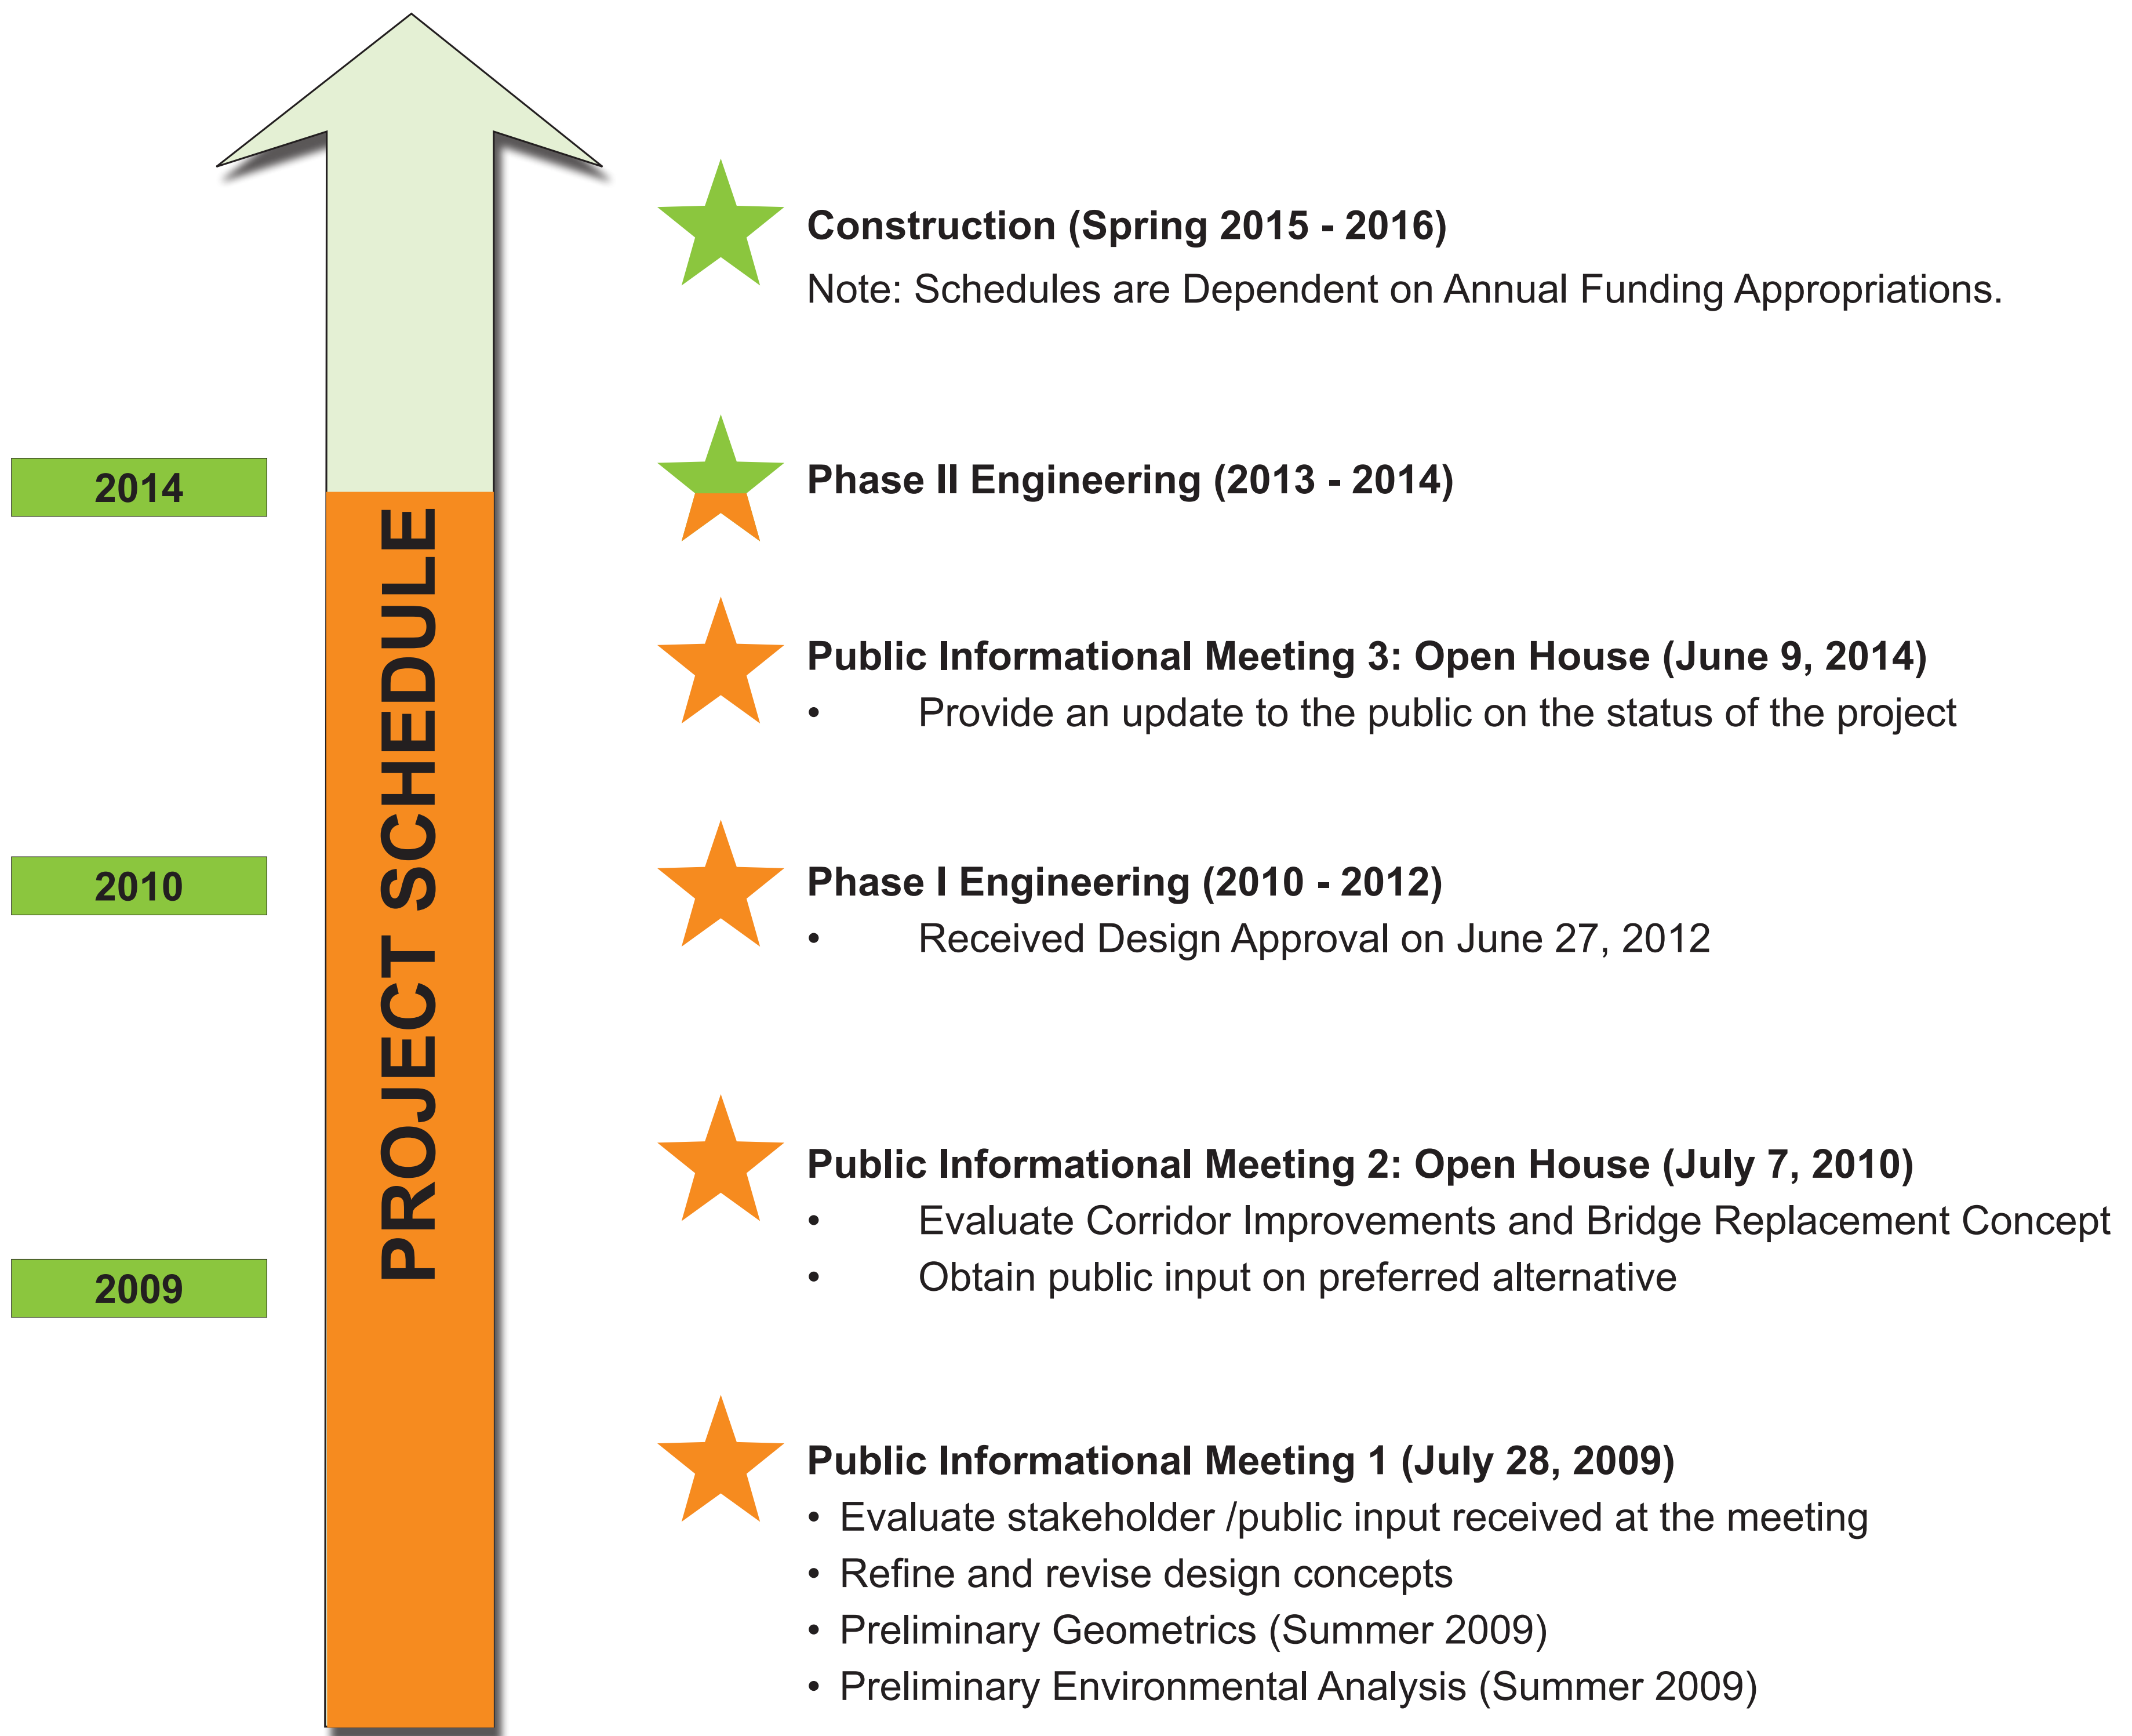 Construction (Spring 2015 - 2016)
Note: Schedules are Dependent on Annual Funding Appropriations.
2014
Phase II Engineering (2013 - 2014)
PROJECT SCHEDULE
Public Informational Meeting 3: Open House (June 9, 2014)
• Provide an update to the public on the status of the project
2010
Phase I Engineering (2010 - 2012)
• Received Design Approval on June 27, 2012
Public Informational Meeting 2: Open House (July 7, 2010)
• Evaluate Corridor Improvements and Bridge Replacement Concept
• Obtain public input on preferred alternative
2009
Public Informational Meeting 1 (July 28, 2009)
• Evaluate stakeholder /public input received at the meeting
• Refine and revise design concepts
• Preliminary Geometrics (Summer 2009)
• Preliminary Environmental Analysis (Summer 2009)